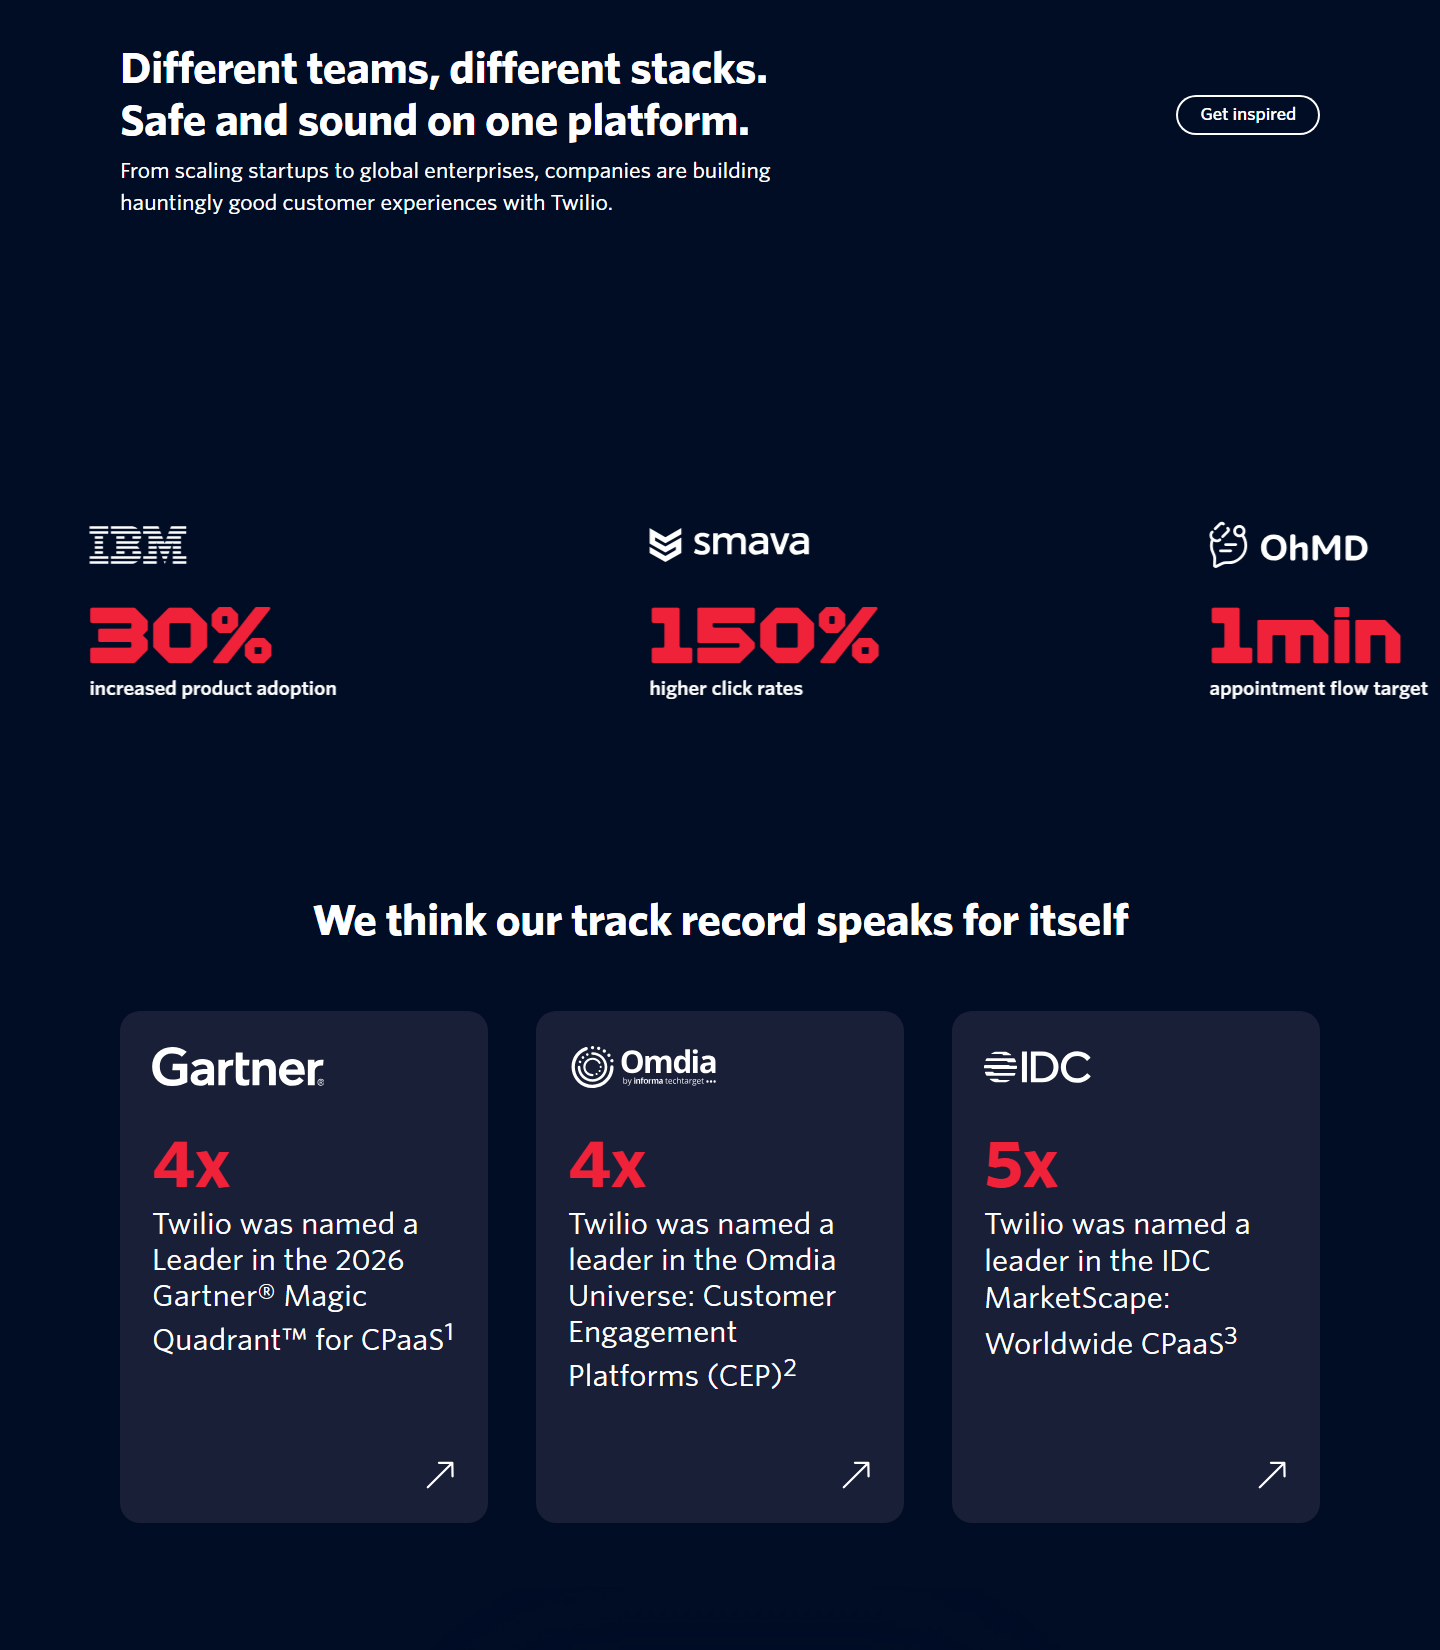 Different teams, different stacks.
Safe and sound on one platform.
From scaling startups to global enterprises, companies are building
hauntingly good customer experiences with Twilio.
Get inspired
IBM
30%
increased product adoption
smava
150%
higher click rates
OhMD
1min
appointment flow target
We think our track record speaks for itself
Gartner®
4x
Twilio was named a
Leader in the 2026
Gartner® Magic
Quadrant™ for CPaaS¹
Omdia
by informa techtarget
4x
Twilio was named a
leader in the Omdia
Universe: Customer
Engagement
Platforms (CEP)²
IDC
5x
Twilio was named a
leader in the IDC
MarketScape:
Worldwide CPaaS³